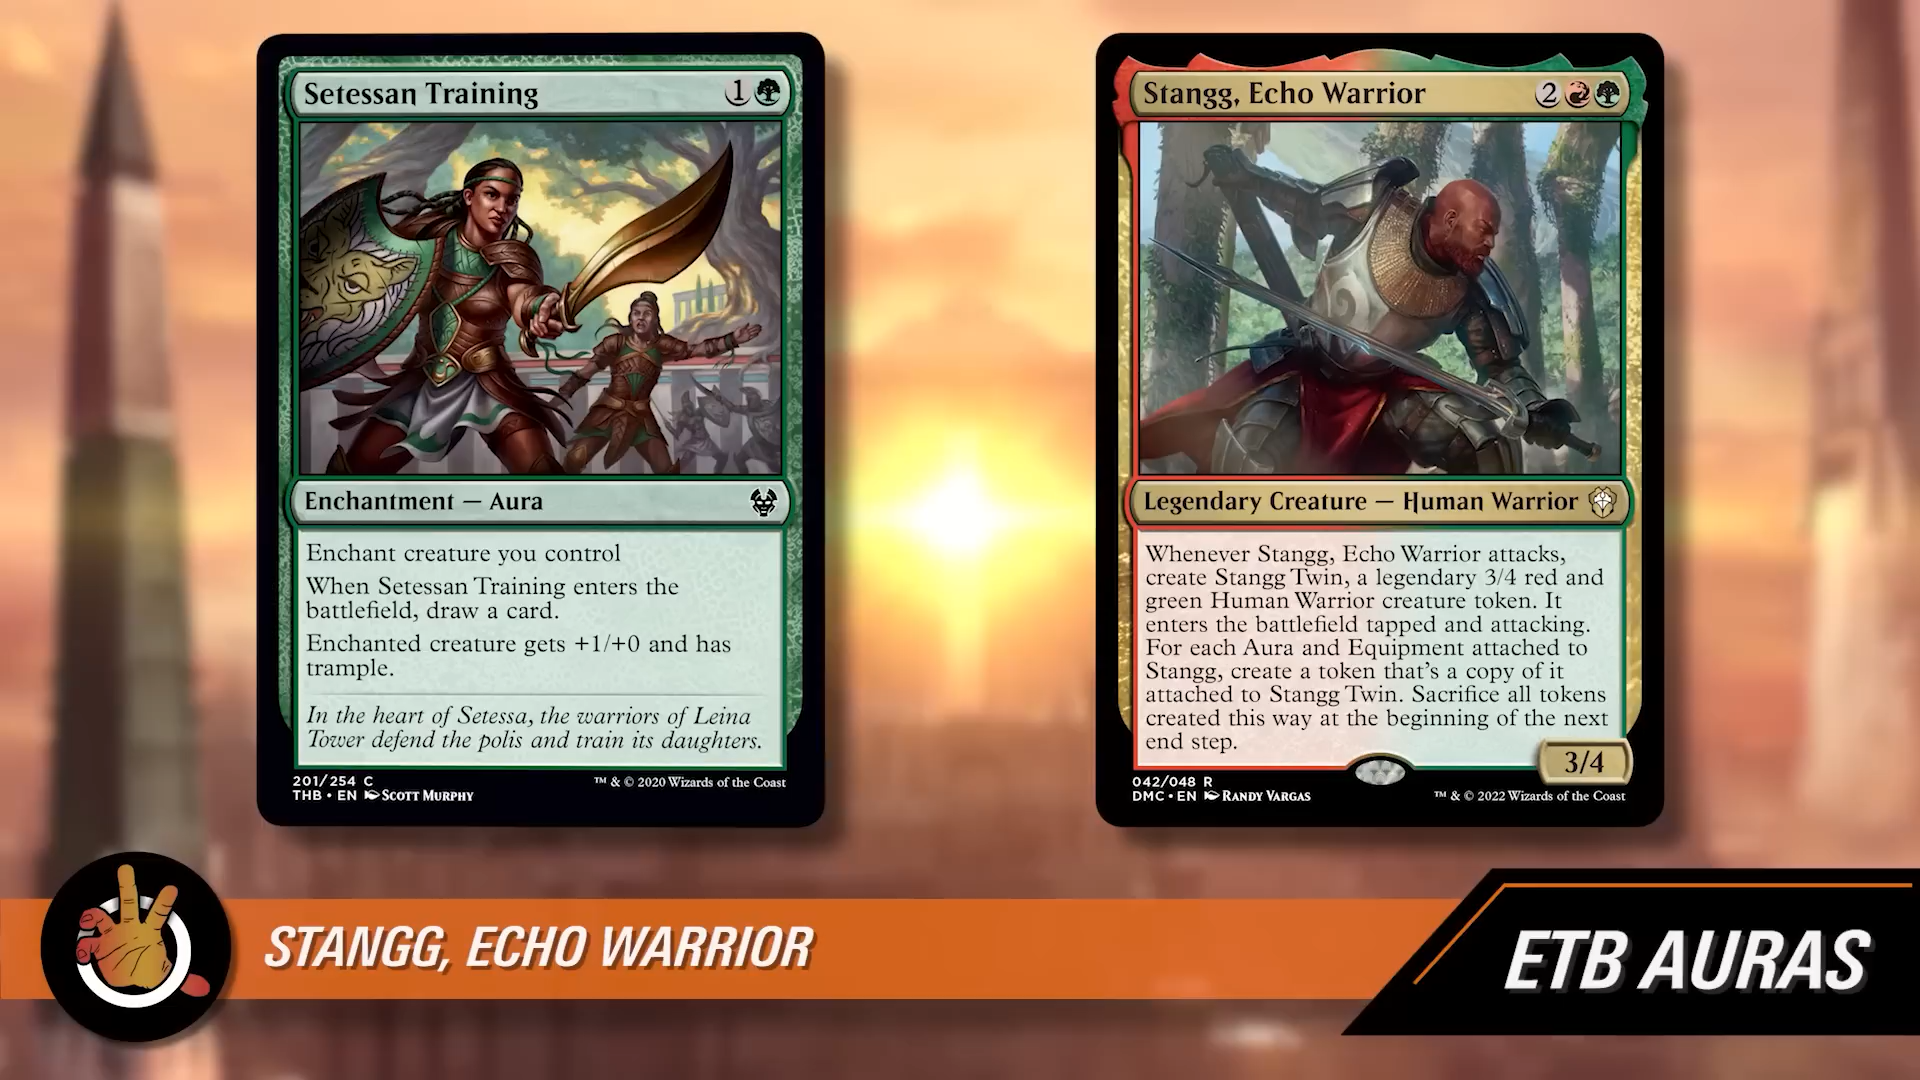 Setessan Training
1
Enchantment — Aura
Enchant creature you control
When Setessan Training enters the
battlefield, draw a card.
Enchanted creature gets +1/+0 and has
trample.
In the heart of Setessa, the warriors of Leina
Tower defend the polis and train its daughters.
201/254 C
THB • EN Scott Murphy
™ & © 2020 Wizards of the Coast
Stangg, Echo Warrior
2
Legendary Creature — Human Warrior
Whenever Stangg, Echo Warrior attacks,
create Stangg Twin, a legendary 3/4 red and
green Human Warrior creature token. It
enters the battlefield tapped and attacking.
For each Aura and Equipment attached to
Stangg, create a token that's a copy of it
attached to Stangg Twin. Sacrifice all tokens
created this way at the beginning of the next
end step.
3/4
042/048 R
DMC • EN Randy Vargas
™ & © 2022 Wizards of the Coast
STANGG, ECHO WARRIOR
ETB AURAS